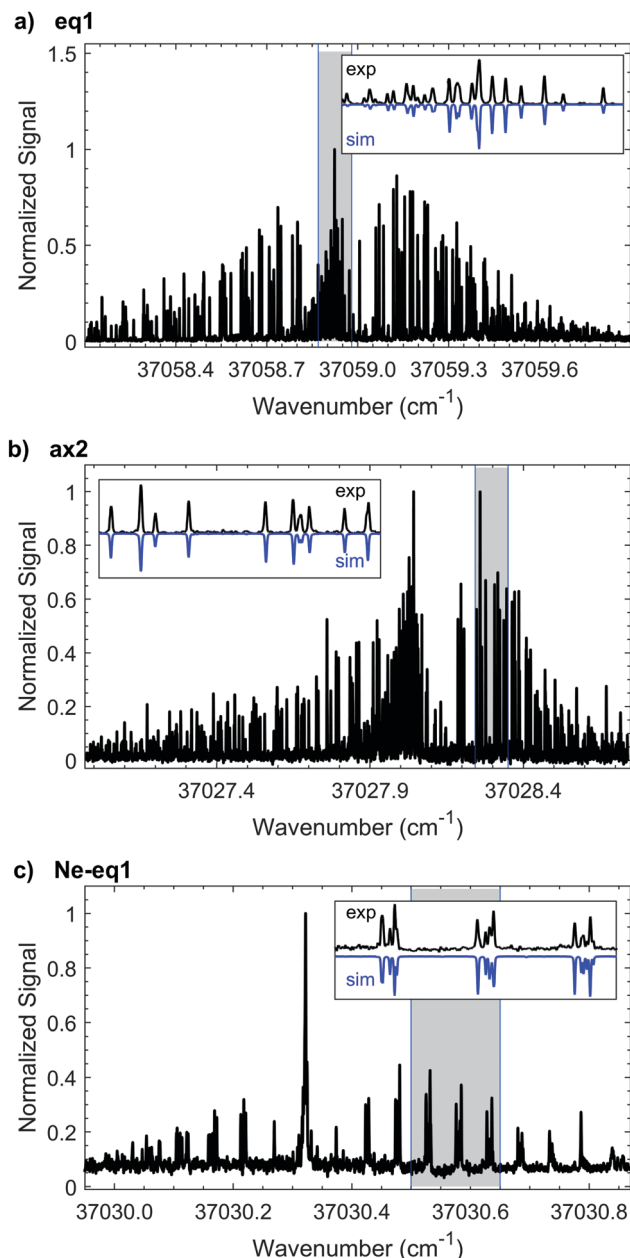 a) eq1
1.5
1
0.5
0
Normalized Signal
exp
sim
37058.4
37058.7
37059.0
37059.3
37059.6
Wavenumber (cm-1)
b) ax2
1
0.8
0.6
0.4
0.2
0
Normalized Signal
exp
sim
37027.4
37027.9
37028.4
Wavenumber (cm-1)
c) Ne-eq1
1
0.8
0.6
0.4
0.2
0
Normalized Signal
exp
sim
37030.0
37030.2
37030.4
37030.6
37030.8
Wavenumber (cm-1)